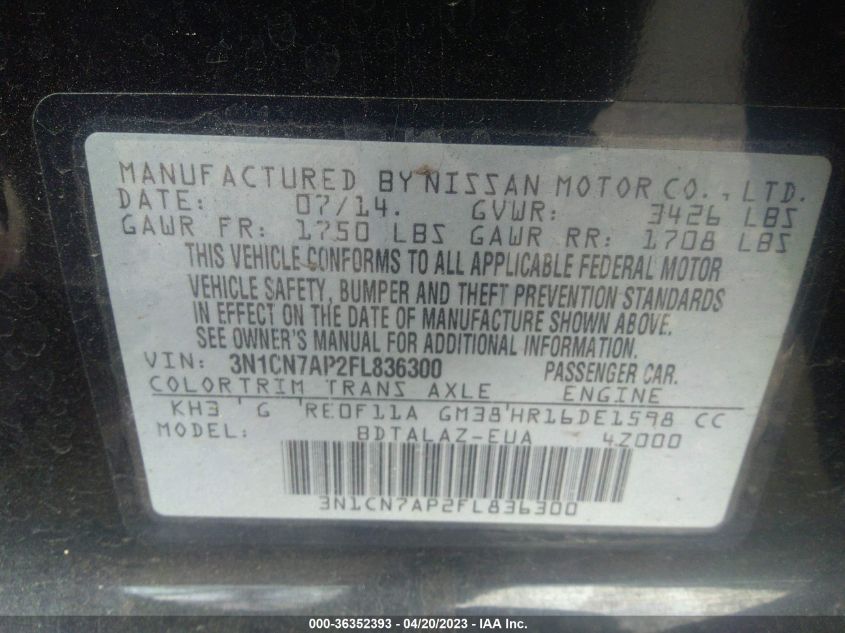 MANUFACTURED BY NISSAN MOTOR CO., LTD.
DATE: 07/14. GVWR: 3426 LBS
GAWR FR: 1750 LBS GAWR RR: 1708 LBS
THIS VEHICLE CONFORMS TO ALL APPLICABLE FEDERAL MOTOR
VEHICLE SAFETY, BUMPER AND THEFT PREVENTION STANDARDS
IN EFFECT ON THE DATE OF MANUFACTURE SHOWN ABOVE.
SEE OWNER'S MANUAL FOR ADDITIONAL INFORMATION.
VIN: 3N1CN7AP2FL836300 PASSENGER CAR.
COLOR TRIM TRANS AXLE ENGINE
KH3 G RE0F11A GM38 HR16DE1598 CC
MODEL: BDTALAZ-EUA 4Z000
3N1CN7AP2FL836300
000-36352393 - 04/20/2023 - IAA Inc.